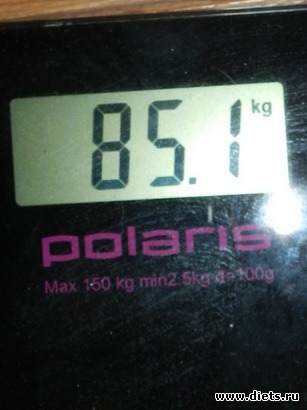 85.1 kg
polaris
Max 150 kg min2.5kg d=100g
www.diets.ru